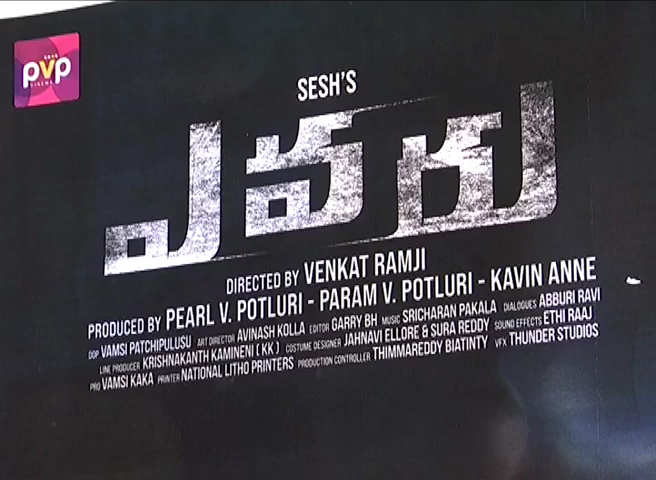 pvp
CINEMA
SESH'S
ఎవరు
DIRECTED BY VENKAT RAMJI
PRODUCED BY PEARL V. POTLURI - PARAM V. POTLURI - KAVIN ANNE
DOP VAMSI PATCHIPULUSU ART DIRECTOR AVINASH KOLLA EDITOR GARRY BH MUSIC SRICHARAN PAKALA DIALOGUES ABBURI RAVI
LINE PRODUCER KRISHNAKANTH KAMINENI (KK) COSTUME DESIGNER JAHNAVI ELLORE & SURA REDDY SOUND EFFECTS ETHI RAAJ
PRO VAMSI KAKA PRINTER NATIONAL LITHO PRINTERS PRODUCTION CONTROLLER THIMMAREDDY BIATINTY VFX THUNDER STUDIOS